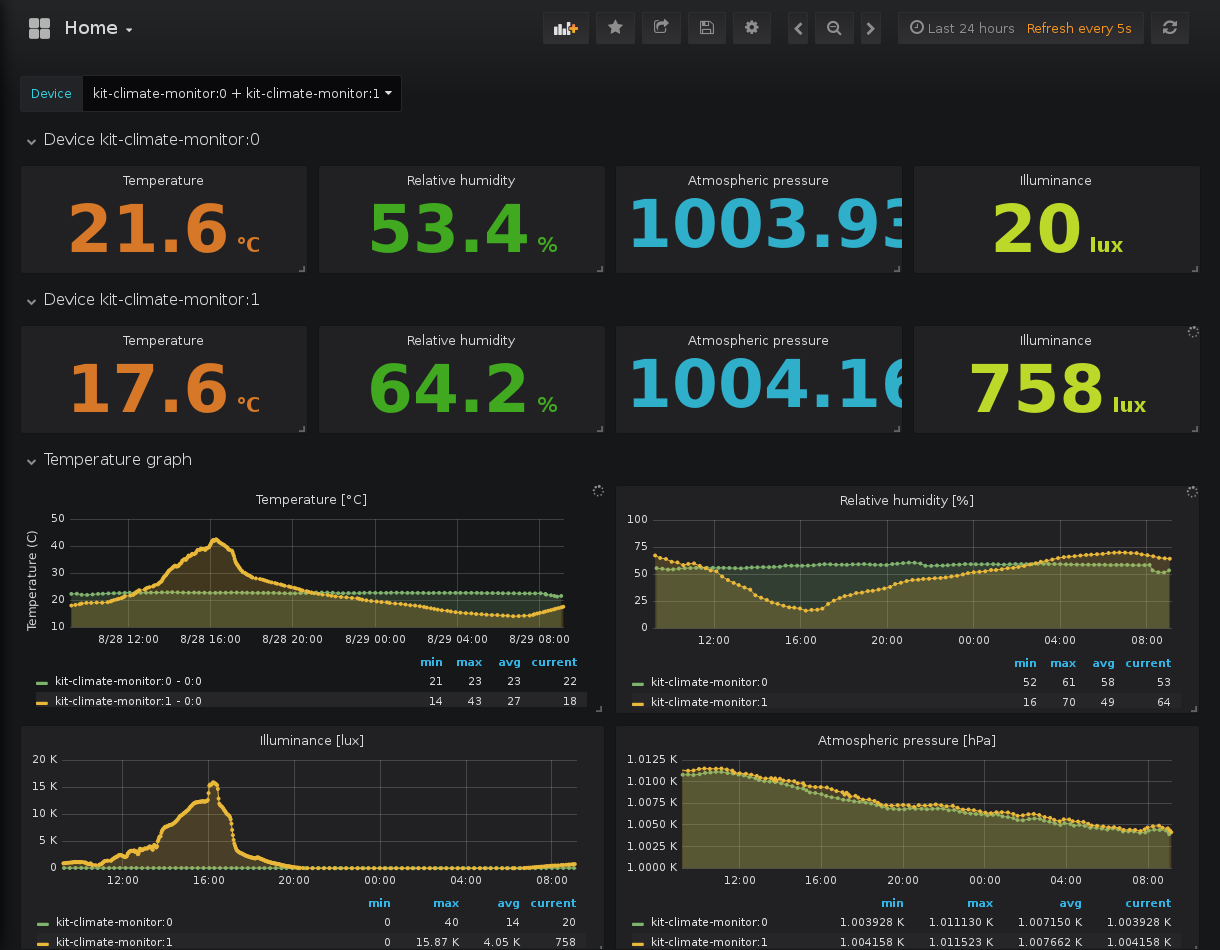 Home
Last 24 hours Refresh every 5s
Device kit-climate-monitor:0 + kit-climate-monitor:1
Device kit-climate-monitor:0
Temperature Relative humidity Atmospheric pressure Illuminance
21.6 °C 53.4 % 1003.93 20 lux
Device kit-climate-monitor:1
Temperature Relative humidity Atmospheric pressure Illuminance
17.6 °C 64.2 % 1004.16 758 lux
Temperature graph
Temperature [°C]
Temperature (C)
50
40
30
20
10
8/28 12:00 8/28 16:00 8/28 20:00 8/29 00:00 8/29 04:00 8/29 08:00
min max avg current
kit-climate-monitor:0 - 0:0 21 23 23 22
kit-climate-monitor:1 - 0:0 14 43 27 18
Relative humidity [%]
100
75
50
25
0
12:00 16:00 20:00 00:00 04:00 08:00
min max avg current
kit-climate-monitor:0 52 61 58 53
kit-climate-monitor:1 16 70 49 64
Illuminance [lux]
20 K
15 K
10 K
5 K
0
12:00 16:00 20:00 00:00 04:00 08:00
min max avg current
kit-climate-monitor:0 0 40 14 20
kit-climate-monitor:1 0 15.87 K 4.05 K 758
Atmospheric pressure [hPa]
1.0125 K
1.0100 K
1.0075 K
1.0050 K
1.0025 K
1.0000 K
12:00 16:00 20:00 00:00 04:00 08:00
min max avg current
kit-climate-monitor:0 1.003928 K 1.011130 K 1.007150 K 1.003928 K
kit-climate-monitor:1 1.004158 K 1.011523 K 1.007662 K 1.004158 K